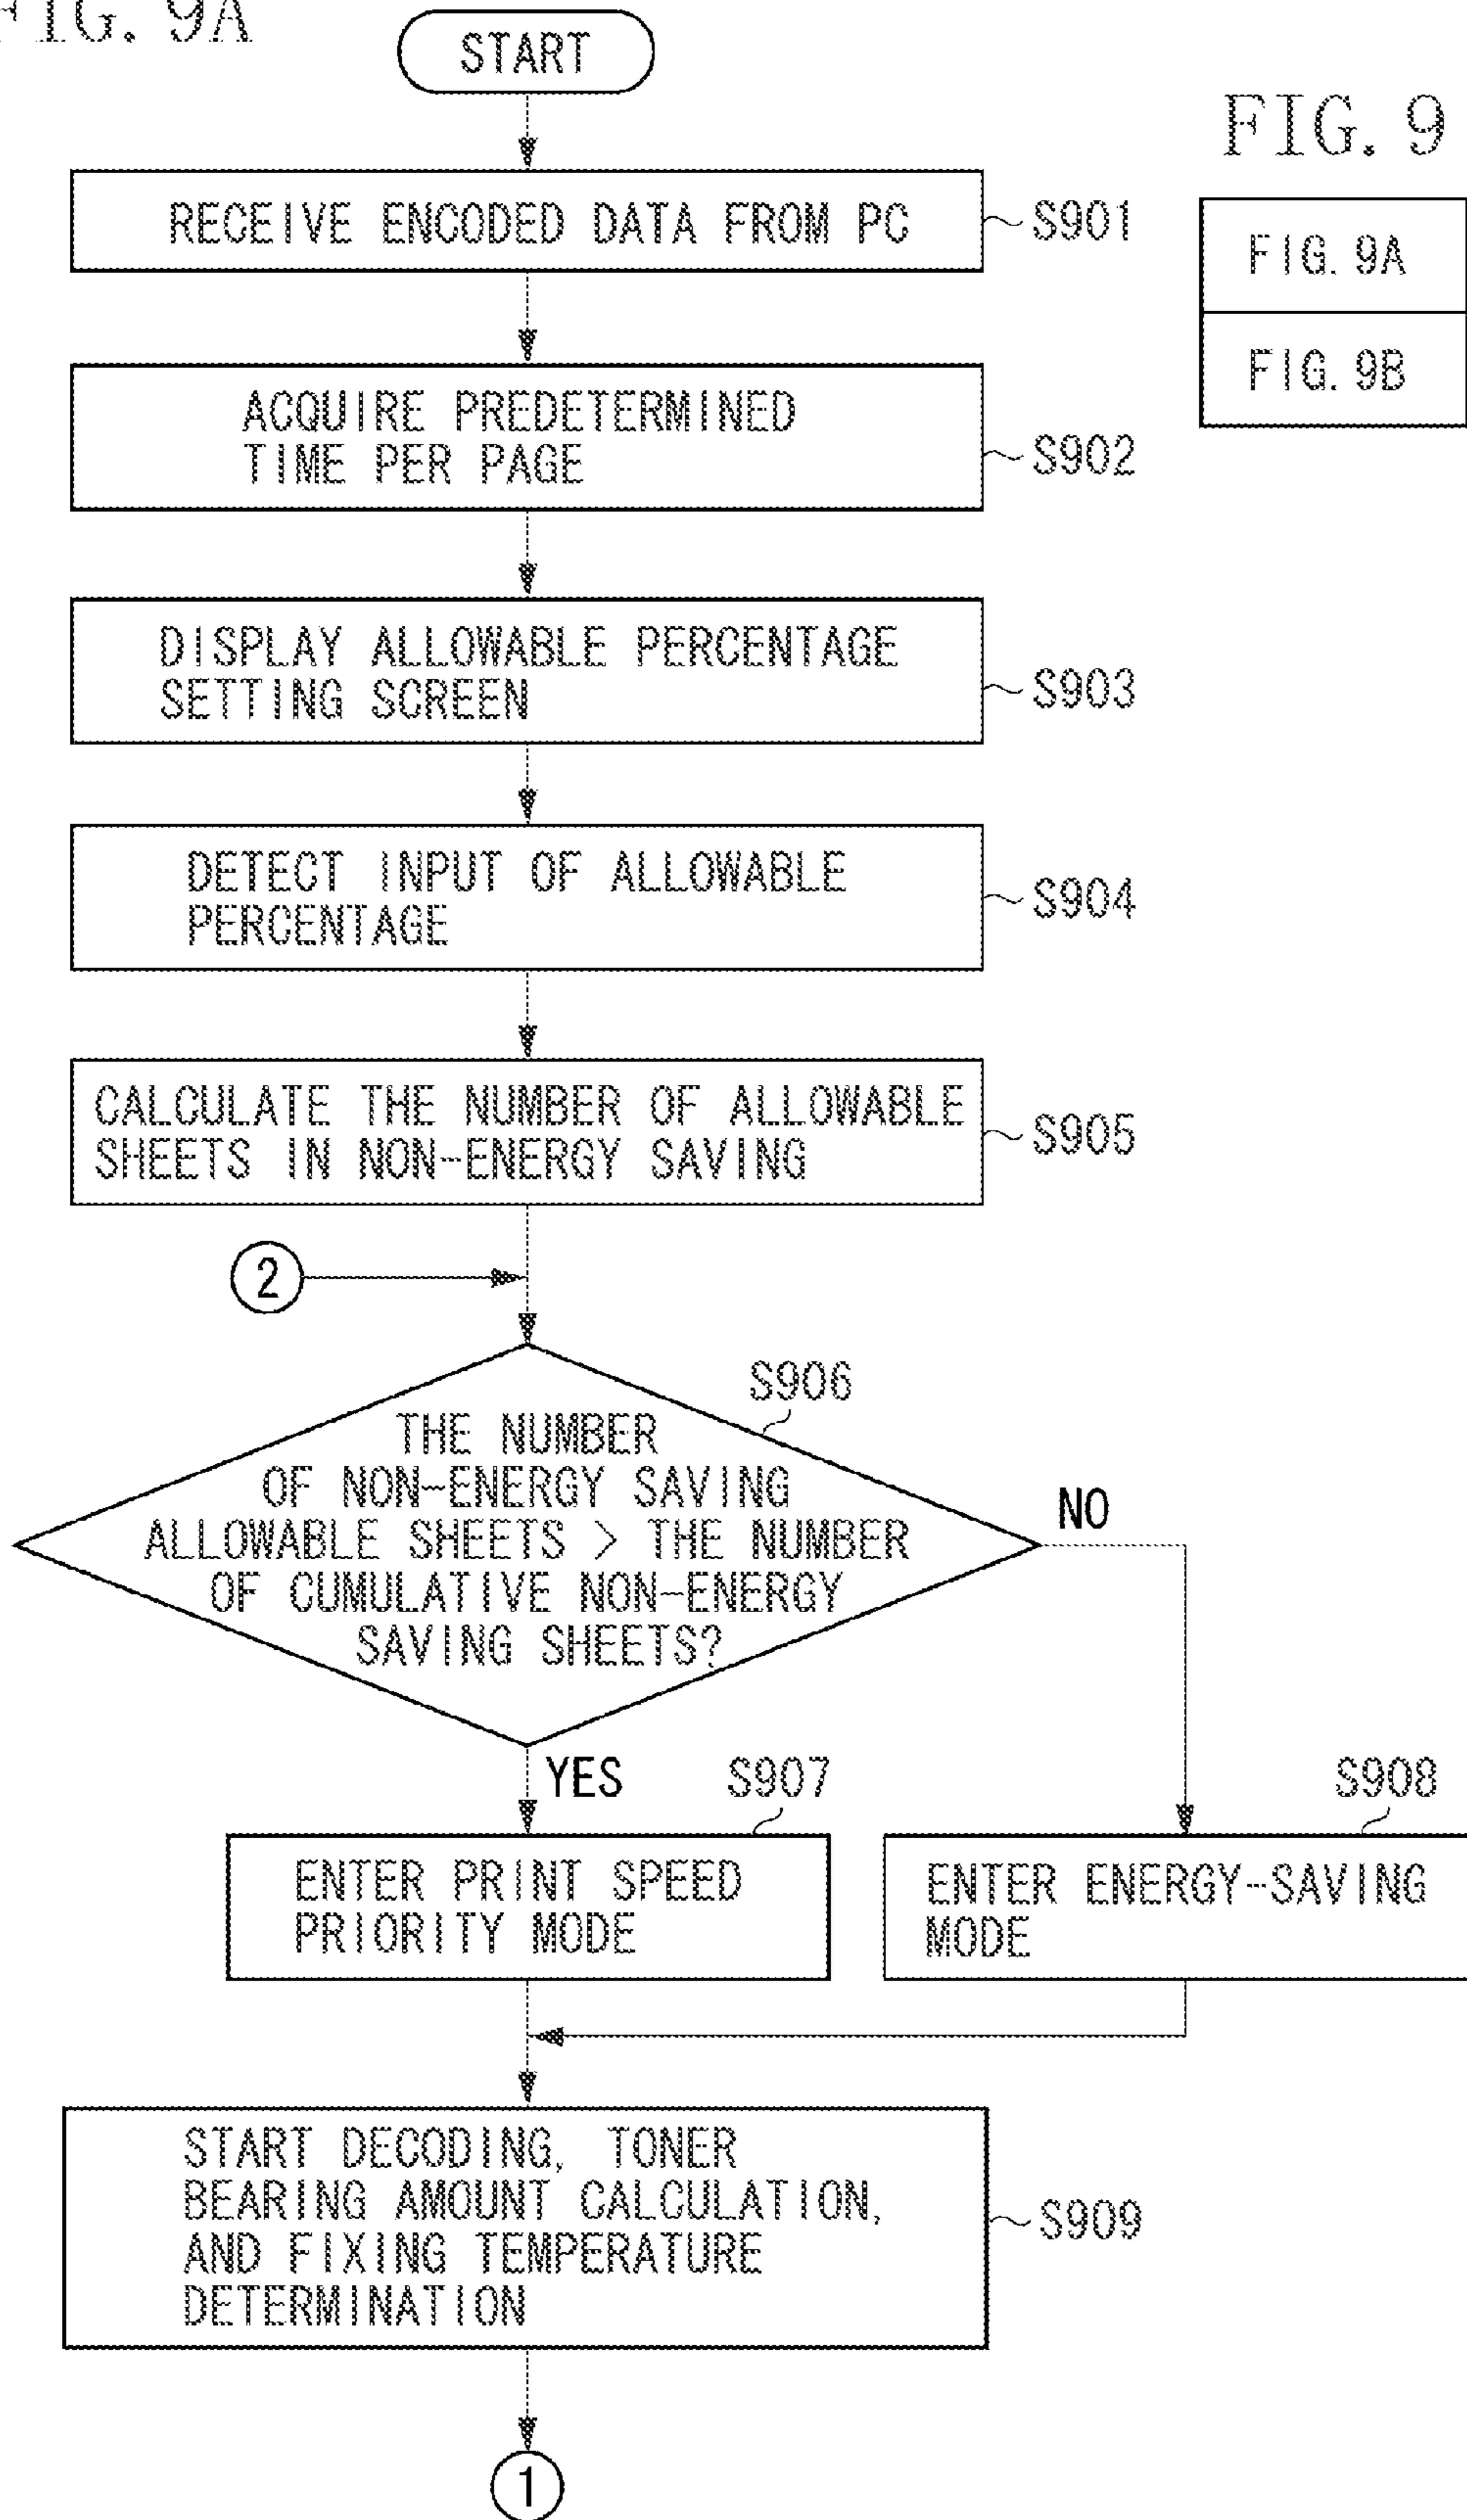 FIG. 9A
START
FIG. 9
FIG. 9A
FIG. 9B
RECEIVE ENCODED DATA FROM PC
S901
ACQUIRE PREDETERMINED
TIME PER PAGE
S902
DISPLAY ALLOWABLE PERCENTAGE
SETTING SCREEN
S903
DETECT INPUT OF ALLOWABLE
PERCENTAGE
S904
CALCULATE THE NUMBER OF ALLOWABLE
SHEETS IN NON-ENERGY SAVING
S905
2
S906
THE NUMBER
OF NON-ENERGY SAVING
ALLOWABLE SHEETS > THE NUMBER
OF CUMULATIVE NON-ENERGY
SAVING SHEETS?
NO
YES
S907
S908
ENTER PRINT SPEED
PRIORITY MODE
ENTER ENERGY-SAVING
MODE
START DECODING, TONER
BEARING AMOUNT CALCULATION,
AND FIXING TEMPERATURE
DETERMINATION
S909
1